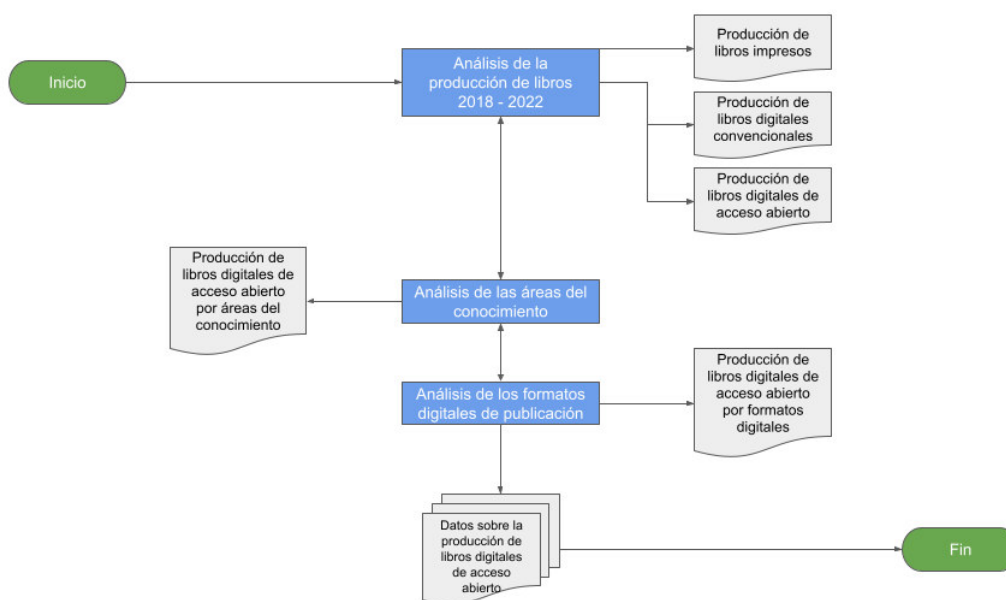 Inicio
Análisis de la
producción de libros
2018 - 2022
Producción de
libros impresos
Producción de
libros digitales
convencionales
Producción de
libros digitales de
acceso abierto
Producción de
libros digitales de
acceso abierto
por áreas del
conocimiento
Análisis de las áreas del
conocimiento
Análisis de los formatos
digitales de publicación
Producción de
libros digitales de
acceso abierto
por formatos
digitales
Datos sobre la
producción de
libros digitales
de acceso
abierto
Fin